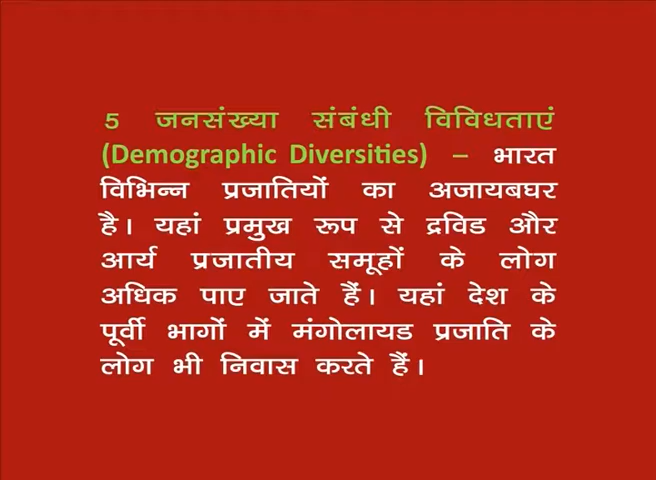 5 जनसंख्या संबंधी विविधताएं
(Demographic Diversities) – भारत
विभिन्न प्रजातियों का अजायबघर
है। यहां प्रमुख रूप से द्रविड और
आर्य प्रजातीय समूहों के लोग
अधिक पाए जाते हैं। यहां देश के
पूर्वी भागों में मंगोलायड प्रजाति के
लोग भी निवास करते हैं।